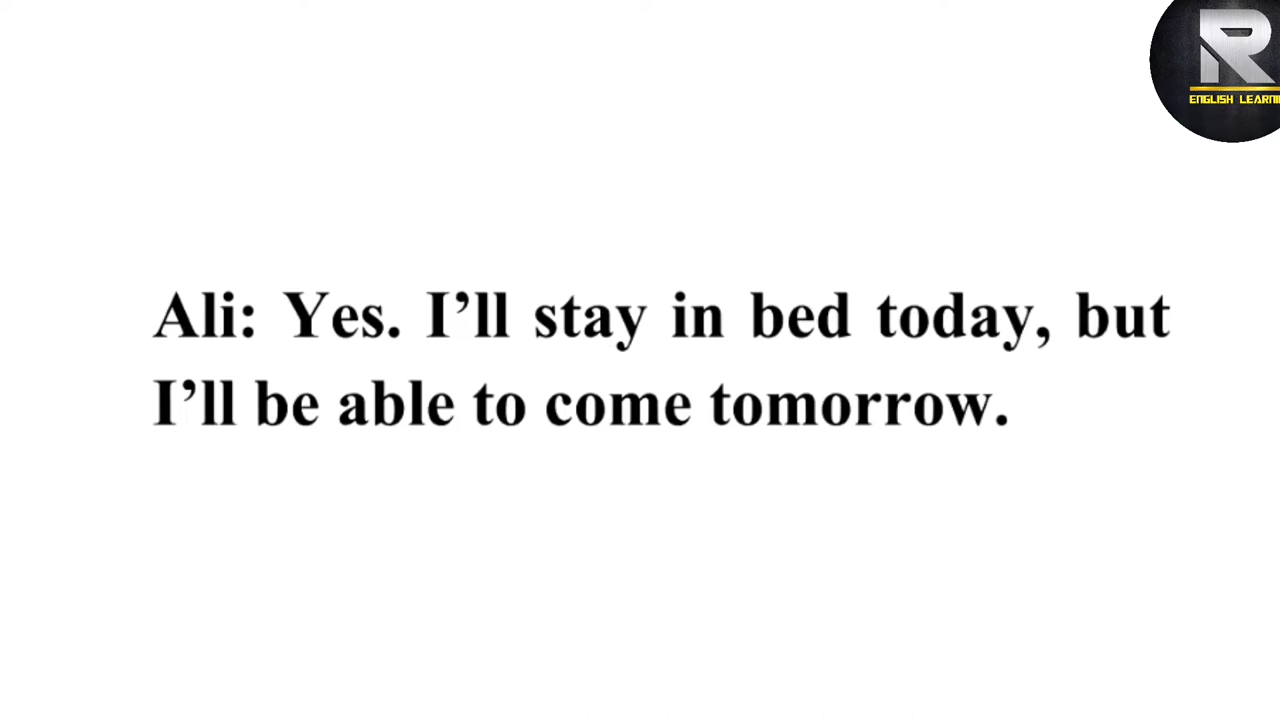 R
ENGLISH LEARNI
Ali: Yes. I’ll stay in bed today, but
I’ll be able to come tomorrow.